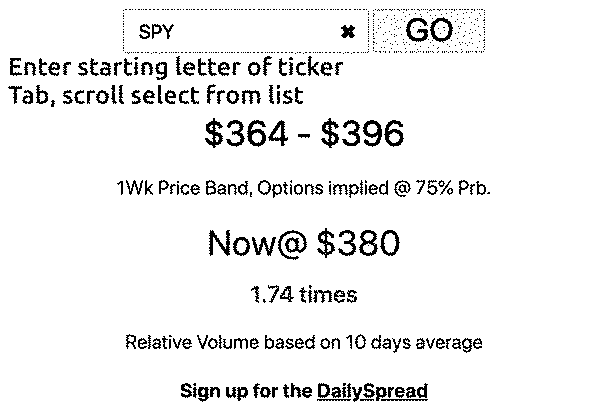 SPY ✖ GO
Enter starting letter of ticker
Tab, scroll select from list
$364 - $396
1Wk Price Band, Options implied @ 75% Prb.
Now@ $380
1.74 times
Relative Volume based on 10 days average
Sign up for the DailySpread